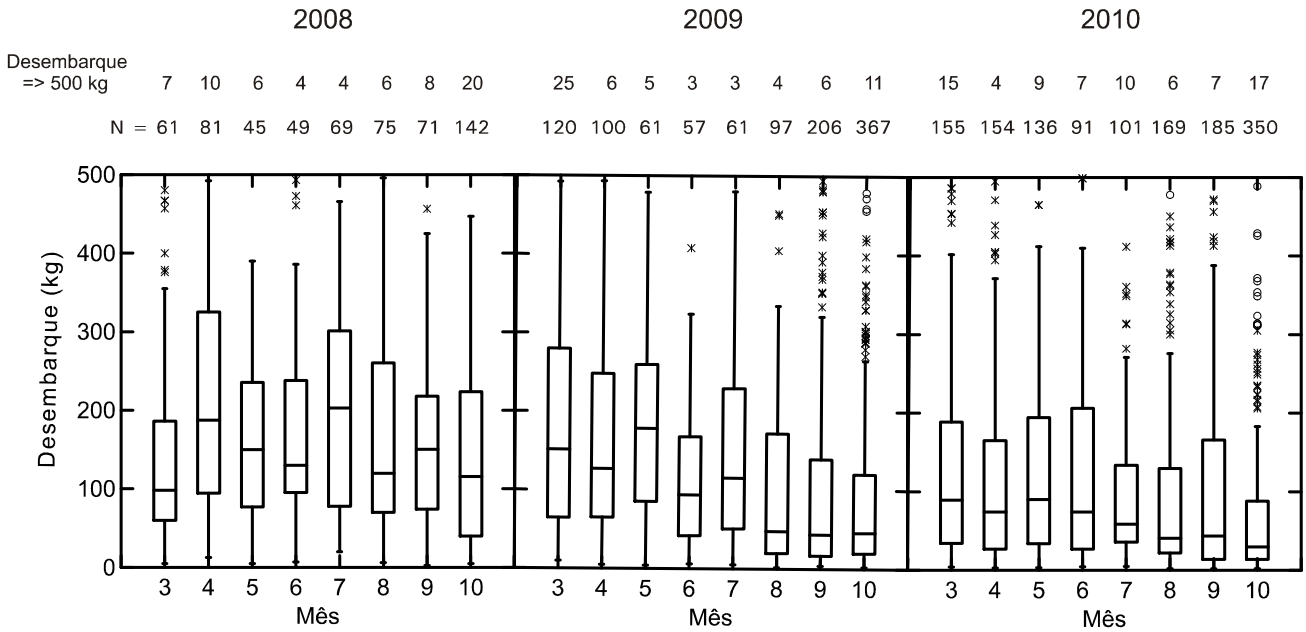 2008 2009 2010
Desembarque
=> 500 kg 7 10 6 4 4 6 8 20 25 6 5 3 3 4 6 11 15 4 9 7 10 6 7 17
N = 61 81 45 49 69 75 71 142 120 100 61 57 61 97 206 367 155 154 136 91 101 169 185 350
Desembarque (kg)
500
400
300
200
100
0
3 4 5 6 7 8 9 10 3 4 5 6 7 8 9 10 3 4 5 6 7 8 9 10
Mês Mês Mês